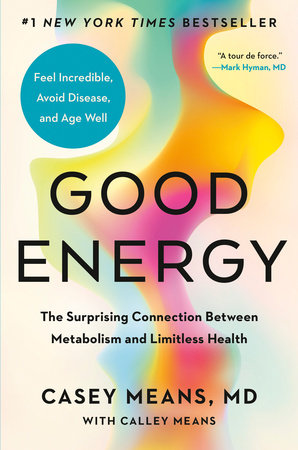 #1 NEW YORK TIMES BESTSELLER
Feel Incredible,
Avoid Disease,
and Age Well
“A tour de force.”
—Mark Hyman, MD
GOOD
ENERGY
The Surprising Connection Between
Metabolism and Limitless Health
CASEY MEANS, MD
WITH CALLEY MEANS